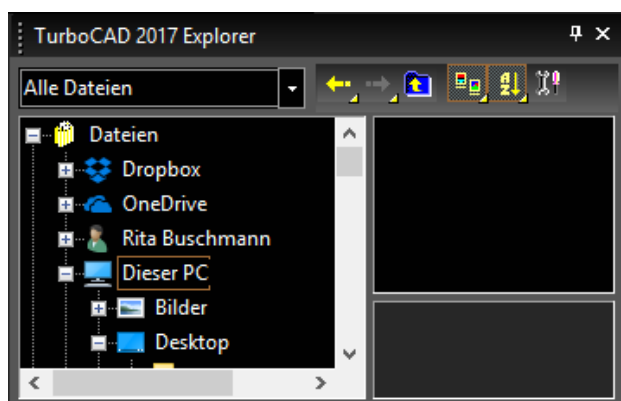 TurboCAD 2017 Explorer
Alle Dateien
Dateien
Dropbox
OneDrive
Rita Buschmann
Dieser PC
Bilder
Desktop